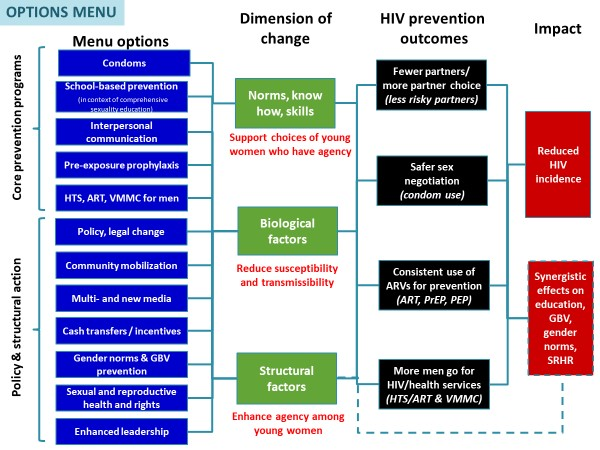 OPTIONS MENU
Dimension of
change
HIV prevention
outcomes
Impact
Menu options
Core prevention programs
Condoms
School-based prevention
(in context of comprehensive
sexuality education)
Interpersonal
communication
Pre-exposure prophylaxis
HTS, ART, VMMC for men
Policy & structural action
Policy, legal change
Community mobilization
Multi- and new media
Cash transfers / incentives
Gender norms & GBV
prevention
Sexual and reproductive
health and rights
Enhanced leadership
Norms, know
how, skills
Support choices of young
women who have agency
Biological
factors
Reduce susceptibility
and transmissibility
Structural
factors
Enhance agency among
young women
Fewer partners/
more partner choice
(less risky partners)
Safer sex
negotiation
(condom use)
Consistent use of
ARVs for prevention
(ART, PrEP, PEP)
More men go for
HIV/health services
(HTS/ART & VMMC)
Reduced
HIV
incidence
Synergistic
effects on
education,
GBV,
gender
norms,
SRHR